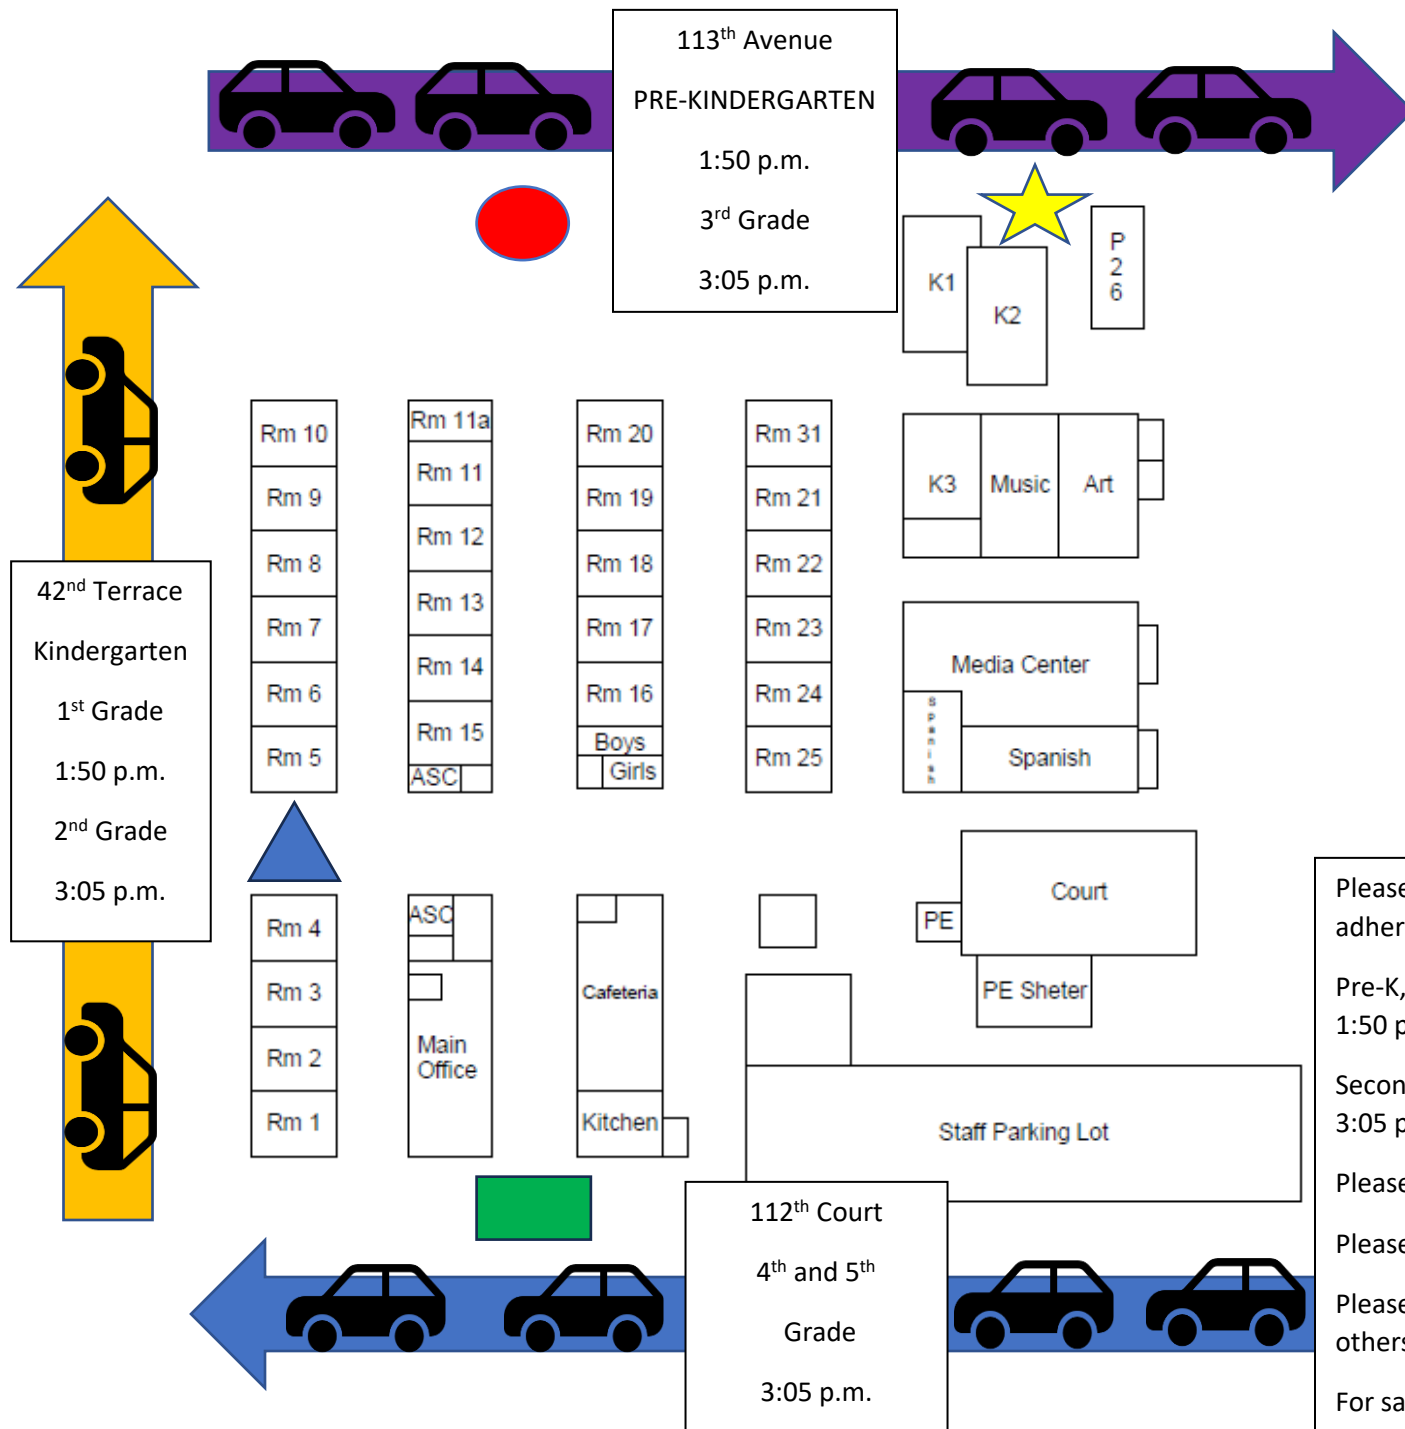 113th Avenue
PRE-KINDERGARTEN
1:50 p.m.
3rd Grade
3:05 p.m.
K1
K2
P
2
6
42nd Terrace
Kindergarten
1st Grade
1:50 p.m.
2nd Grade
3:05 p.m.
Rm 10
Rm 9
Rm 8
Rm 7
Rm 6
Rm 5
Rm 11a
Rm 11
Rm 12
Rm 13
Rm 14
Rm 15
ASC
Rm 20
Rm 19
Rm 18
Rm 17
Rm 16
Boys
Girls
Rm 31
Rm 21
Rm 22
Rm 23
Rm 24
Rm 25
K3
Music
Art
Media Center
Spanish
Spanish
Rm 4
Rm 3
Rm 2
Rm 1
ASC
Main
Office
Cafeteria
Kitchen
PE
Court
PE Sheter
Staff Parking Lot
112th Court
4th and 5th
Grade
3:05 p.m.
Please
adher
Pre-K,
1:50 p
Secon
3:05 p
Please
Please
Please
others
For sa